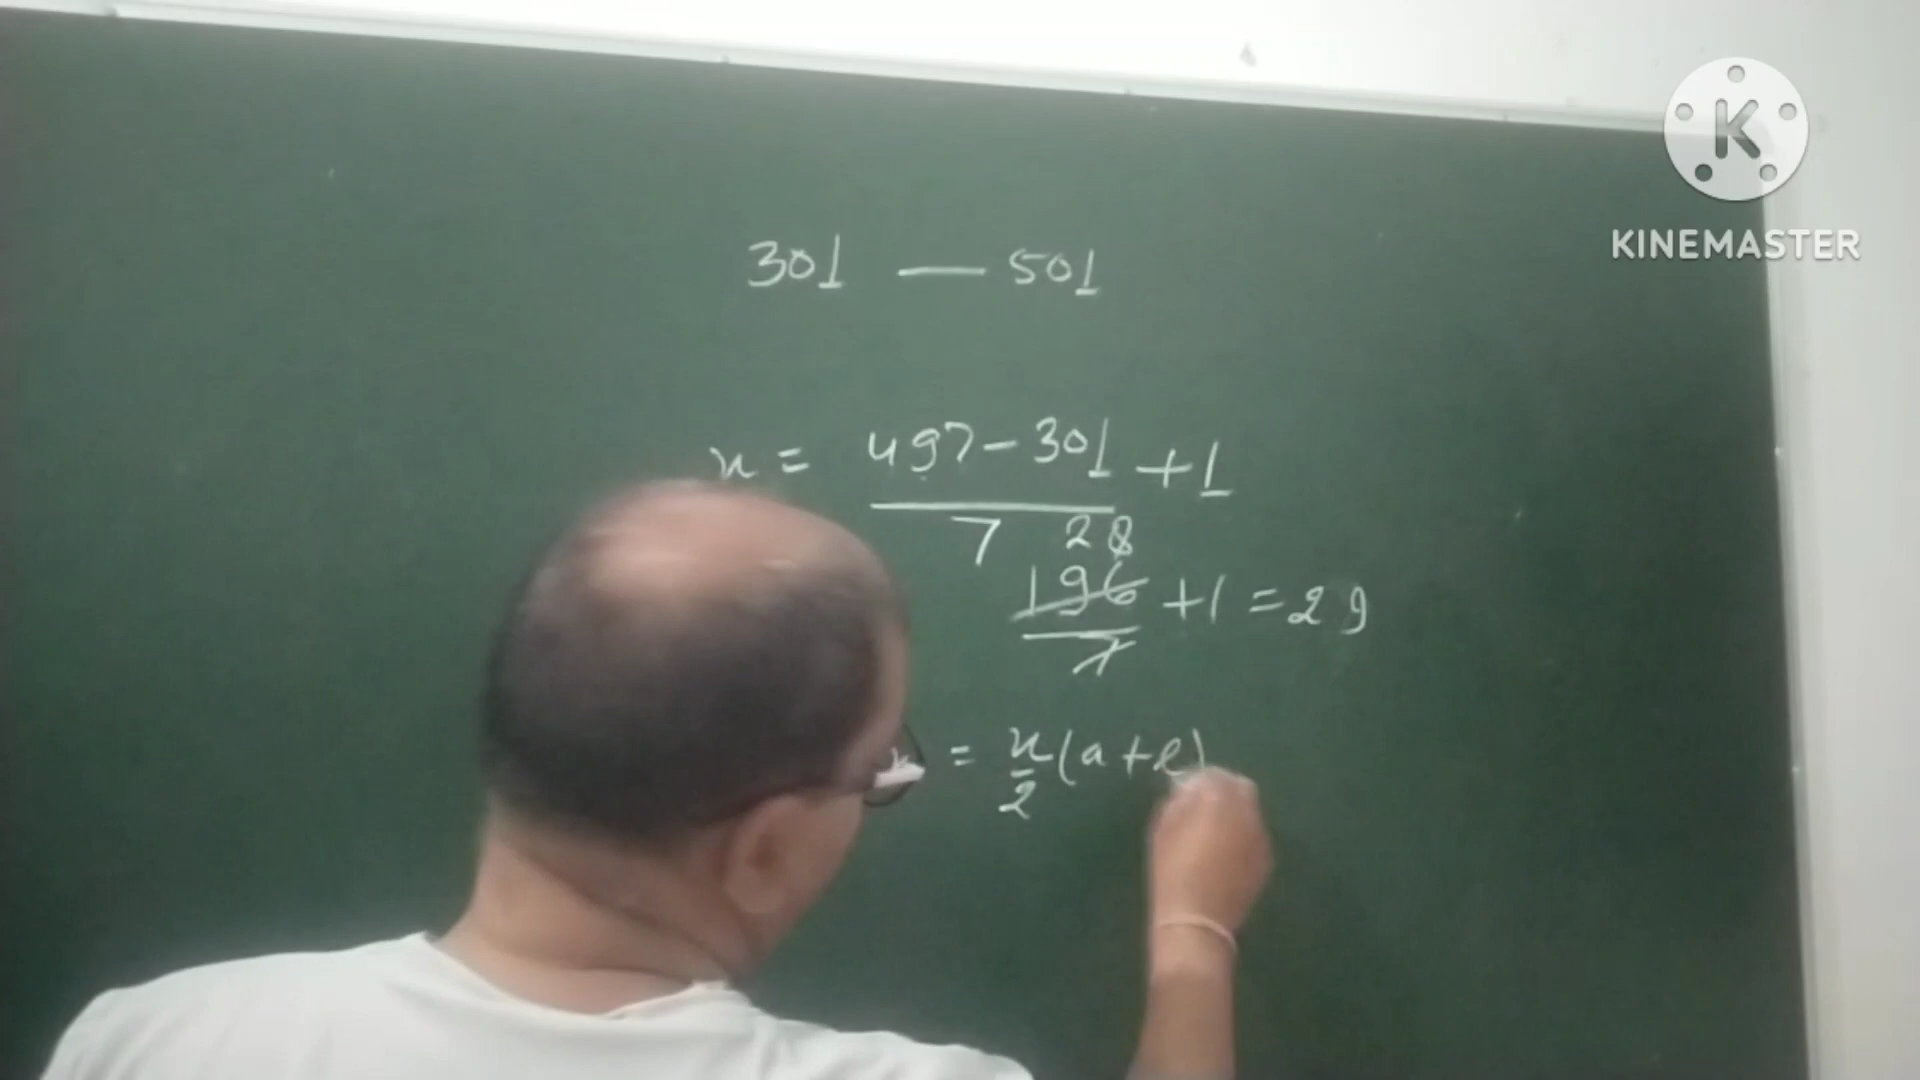 KINEMASTER
301 — 501
n = 497-301 +1
7 28
196 +1 = 29
7
= n/2 (a+l)